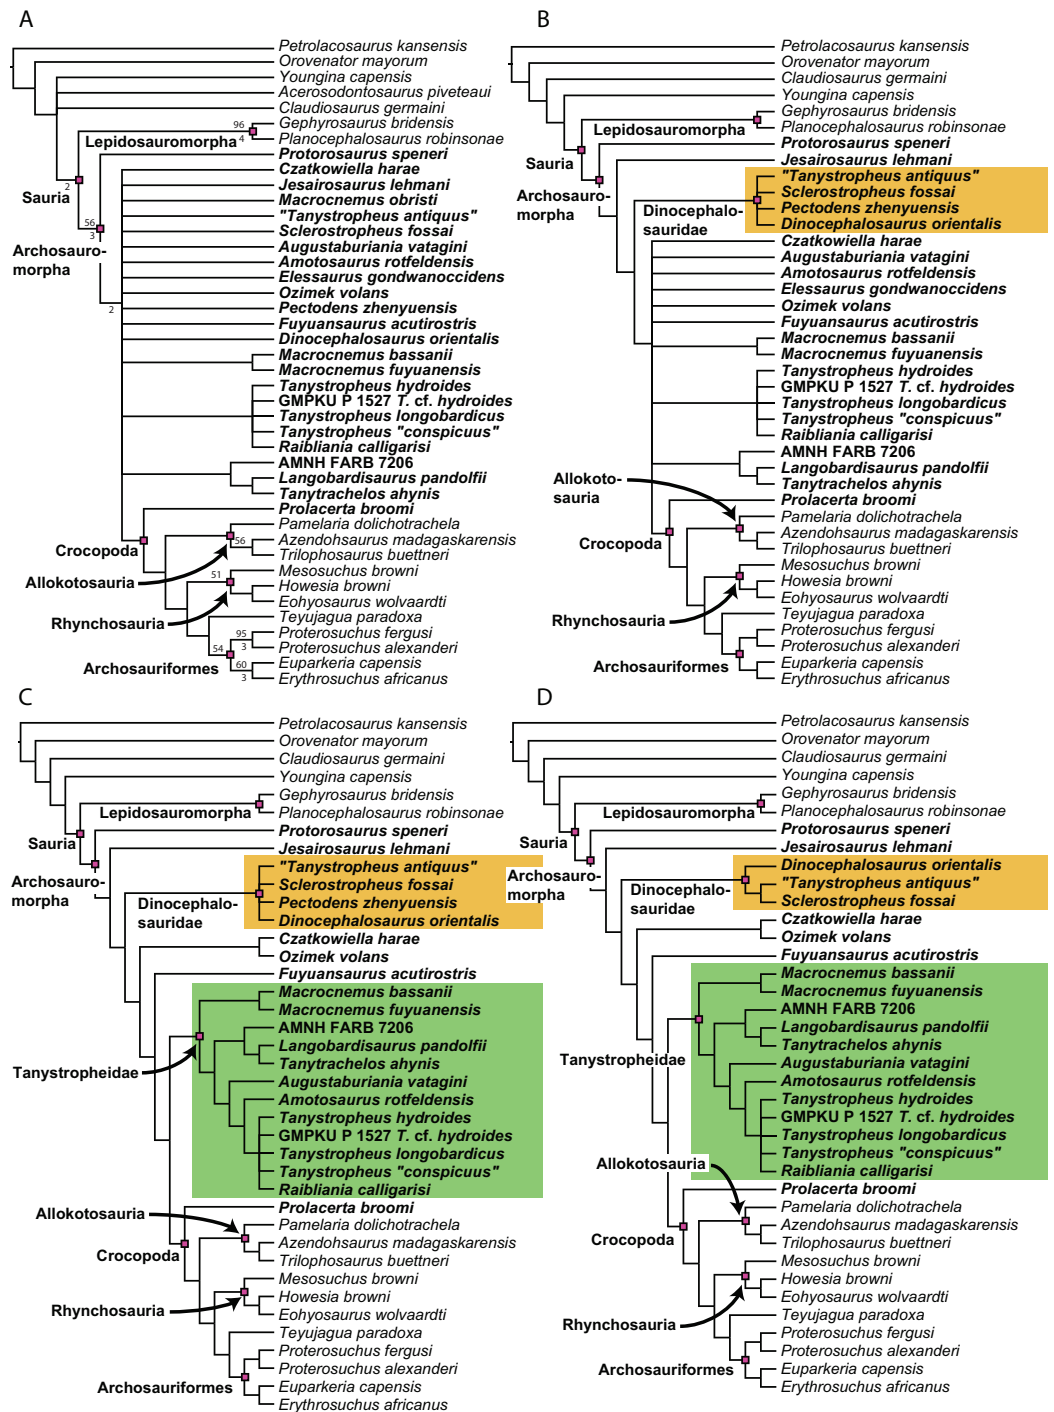 A
Petrolacosaurus kansensis
Orovenator mayorum
Youngina capensis
Acerosodontosaurus piveteaui
Claudiosaurus germaini
96
Gephyrosaurus bridensis
Lepidosauromorpha
4
Planocephalosaurus robinsonae
Protorosaurus speneri
Czatkowiella harae
Sauria
2
Jesairosaurus lehmani
Macrocnemus obristi
"Tanystropheus antiquus"
56
3
Sclerostropheus fossai
Archosauro-
morpha
Augustaburiania vatagini
Amotosaurus rotfeldensis
Elessaurus gondwanoccidens
Ozimek volans
2
Pectodens zhenyuensis
Fuyuansaurus acutirostris
Dinocephalosaurus orientalis
Macrocnemus bassanii
Macrocnemus fuyuanensis
Tanystropheus hydroides
GMPKU P 1527 T. cf. hydroides
Tanystropheus longobardicus
Tanystropheus "conspicuus"
Raibliania calligarisi
AMNH FARB 7206
Langobardisaurus pandolfii
Tanytrachelos ahynis
Prolacerta broomi
Pamelaria dolichotrachela
Crocopoda
56
Azendohsaurus madagaskarensis
Trilophosaurus buettneri
Allokotosauria
51
Mesosuchus browni
Howesia browni
Eohyosaurus wolvaardti
Rhynchosauria
Teyujagua paradoxa
95
3
Proterosuchus fergusi
54
Proterosuchus alexanderi
Archosauriformes
60
3
Euparkeria capensis
Erythrosuchus africanus
B
Petrolacosaurus kansensis
Orovenator mayorum
Claudiosaurus germaini
Youngina capensis
Gephyrosaurus bridensis
Lepidosauromorpha
Planocephalosaurus robinsonae
Protorosaurus speneri
Sauria
Jesairosaurus lehmani
"Tanystropheus antiquus"
Archosauro-
morpha
Sclerostropheus fossai
Pectodens zhenyuensis
Dinocephalo-
sauridae
Dinocephalosaurus orientalis
Czatkowiella harae
Augustaburiania vatagini
Amotosaurus rotfeldensis
Elessaurus gondwanoccidens
Ozimek volans
Fuyuansaurus acutirostris
Macrocnemus bassanii
Macrocnemus fuyuanensis
Tanystropheus hydroides
GMPKU P 1527 T. cf. hydroides
Tanystropheus longobardicus
Tanystropheus "conspicuus"
Raibliania calligarisi
AMNH FARB 7206
Langobardisaurus pandolfii
Tanytrachelos ahynis
Allokoto-
sauria
Prolacerta broomi
Pamelaria dolichotrachela
Crocopoda
Azendohsaurus madagaskarensis
Trilophosaurus buettneri
Mesosuchus browni
Howesia browni
Eohyosaurus wolvaardti
Rhynchosauria
Teyujagua paradoxa
Proterosuchus fergusi
Proterosuchus alexanderi
Archosauriformes
Euparkeria capensis
Erythrosuchus africanus
C
Petrolacosaurus kansensis
Orovenator mayorum
Claudiosaurus germaini
Youngina capensis
Gephyrosaurus bridensis
Lepidosauromorpha
Planocephalosaurus robinsonae
Protorosaurus speneri
Sauria
Jesairosaurus lehmani
"Tanystropheus antiquus"
Archosauro-
morpha
Sclerostropheus fossai
Pectodens zhenyuensis
Dinocephalo-
sauridae
Dinocephalosaurus orientalis
Czatkowiella harae
Ozimek volans
Fuyuansaurus acutirostris
Macrocnemus bassanii
Macrocnemus fuyuanensis
AMNH FARB 7206
Langobardisaurus pandolfii
Tanytrachelos ahynis
Tanystropheidae
Augustaburiania vatagini
Amotosaurus rotfeldensis
Tanystropheus hydroides
GMPKU P 1527 T. cf. hydroides
Tanystropheus longobardicus
Tanystropheus "conspicuus"
Raibliania calligarisi
Prolacerta broomi
Allokotosauria
Pamelaria dolichotrachela
Azendohsaurus madagaskarensis
Crocopoda
Trilophosaurus buettneri
Mesosuchus browni
Howesia browni
Rhynchosauria
Eohyosaurus wolvaardti
Teyujagua paradoxa
Proterosuchus fergusi
Proterosuchus alexanderi
Archosauriformes
Euparkeria capensis
Erythrosuchus africanus
D
Petrolacosaurus kansensis
Orovenator mayorum
Claudiosaurus germaini
Youngina capensis
Gephyrosaurus bridensis
Lepidosauromorpha
Planocephalosaurus robinsonae
Protorosaurus speneri
Sauria
Jesairosaurus lehmani
Dinocephalosaurus orientalis
Archosauro-
morpha
"Tanystropheus antiquus"
Dinocephalo-
sauridae
Sclerostropheus fossai
Czatkowiella harae
Ozimek volans
Fuyuansaurus acutirostris
Macrocnemus bassanii
Macrocnemus fuyuanensis
AMNH FARB 7206
Langobardisaurus pandolfii
Tanytrachelos ahynis
Tanystropheidae
Augustaburiania vatagini
Amotosaurus rotfeldensis
Tanystropheus hydroides
GMPKU P 1527 T. cf. hydroides
Tanystropheus longobardicus
Tanystropheus "conspicuus"
Allokotosauria
Raibliania calligarisi
Prolacerta broomi
Pamelaria dolichotrachela
Crocopoda
Azendohsaurus madagaskarensis
Trilophosaurus buettneri
Mesosuchus browni
Howesia browni
Eohyosaurus wolvaardti
Rhynchosauria
Teyujagua paradoxa
Proterosuchus fergusi
Proterosuchus alexanderi
Archosauriformes
Euparkeria capensis
Erythrosuchus africanus